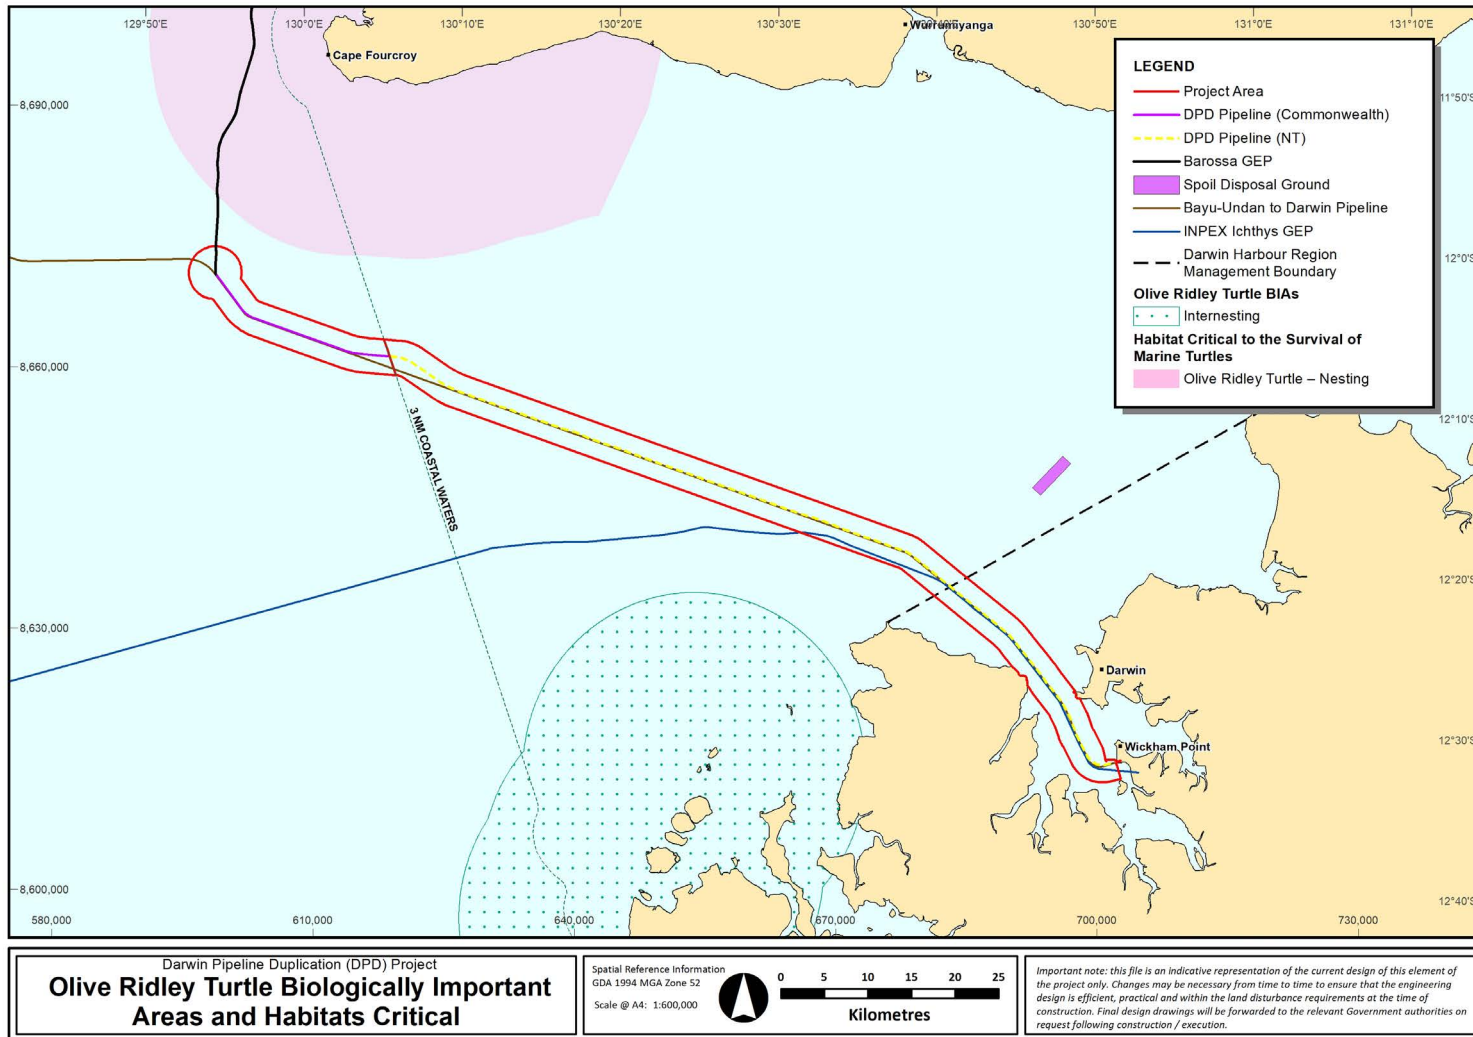 129°50'E
130°0'E
130°10'E
130°20'E
130°30'E
130°40'E
130°50'E
131°0'E
131°10'E
Wurrumiyanga
Cape Fourcroy
8,690,000
8,660,000
8,630,000
8,600,000
11°50'S
12°0'S
12°10'S
12°20'S
12°30'S
12°40'S
LEGEND
Project Area
DPD Pipeline (Commonwealth)
DPD Pipeline (NT)
Barossa GEP
Spoil Disposal Ground
Bayu-Undan to Darwin Pipeline
INPEX Ichthys GEP
Darwin Harbour Region
Management Boundary
Olive Ridley Turtle BIAs
Internesting
Habitat Critical to the Survival of
Marine Turtles
Olive Ridley Turtle – Nesting
3 NM COASTAL WATERS
Darwin
Wickham Point
580,000
610,000
640,000
670,000
700,000
730,000
Darwin Pipeline Duplication (DPD) Project
Olive Ridley Turtle Biologically Important
Areas and Habitats Critical
Spatial Reference Information
GDA 1994 MGA Zone 52
Scale @ A4: 1:600,000
0 5 10 15 20 25
Kilometres
Important note: this file is an indicative representation of the current design of this element of
the project only. Changes may be necessary from time to time to ensure that the engineering
design is efficient, practical and within the land disturbance requirements at the time of
construction. Final design drawings will be forwarded to the relevant Government authorities on
request following construction / execution.